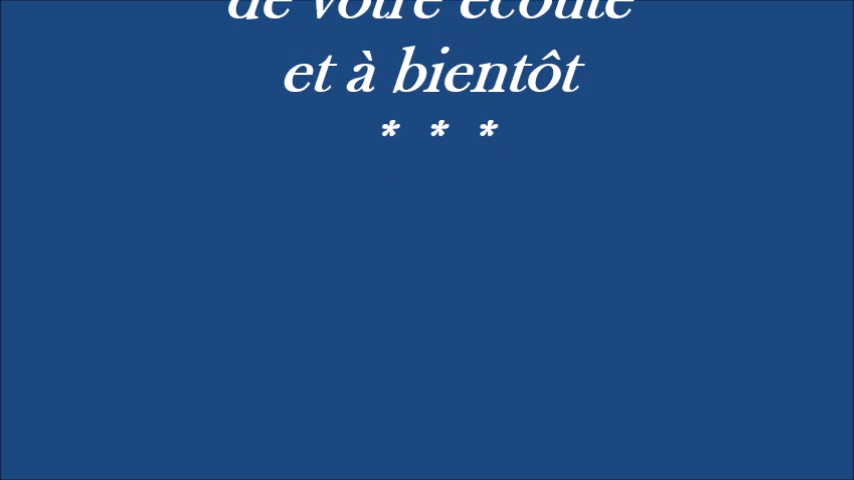 de votre écoute
et à bientôt
* * *